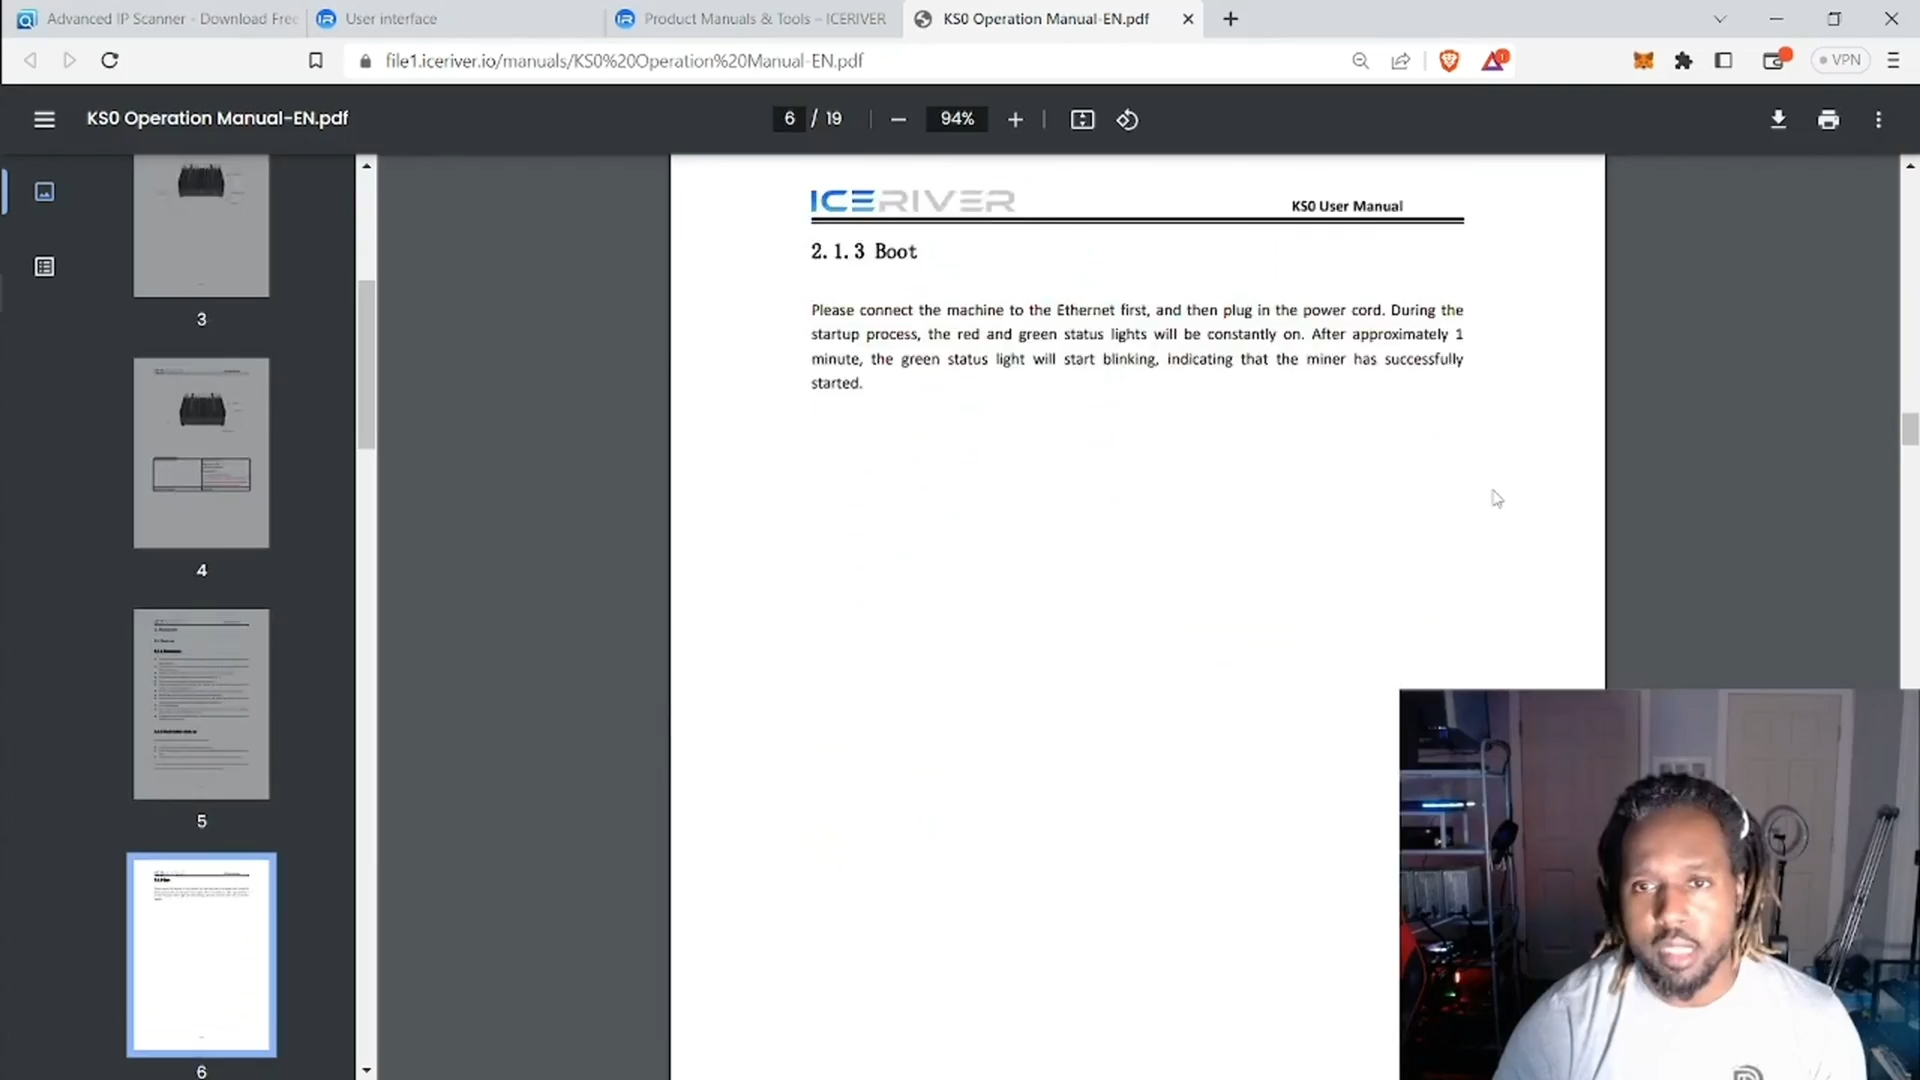 Advanced IP Scanner - Download Free
User interface
Product Manuals & Tools – ICERIVER
KS0 Operation Manual-EN.pdf
file1.iceriver.io/manuals/KS0%20Operation%20Manual-EN.pdf
VPN
KS0 Operation Manual-EN.pdf
6 / 19
94%
3
4
5
6
ICERIVER
KS0 User Manual
2.1.3 Boot
Please connect the machine to the Ethernet first, and then plug in the power cord. During the
startup process, the red and green status lights will be constantly on. After approximately 1
minute, the green status light will start blinking, indicating that the miner has successfully
started.